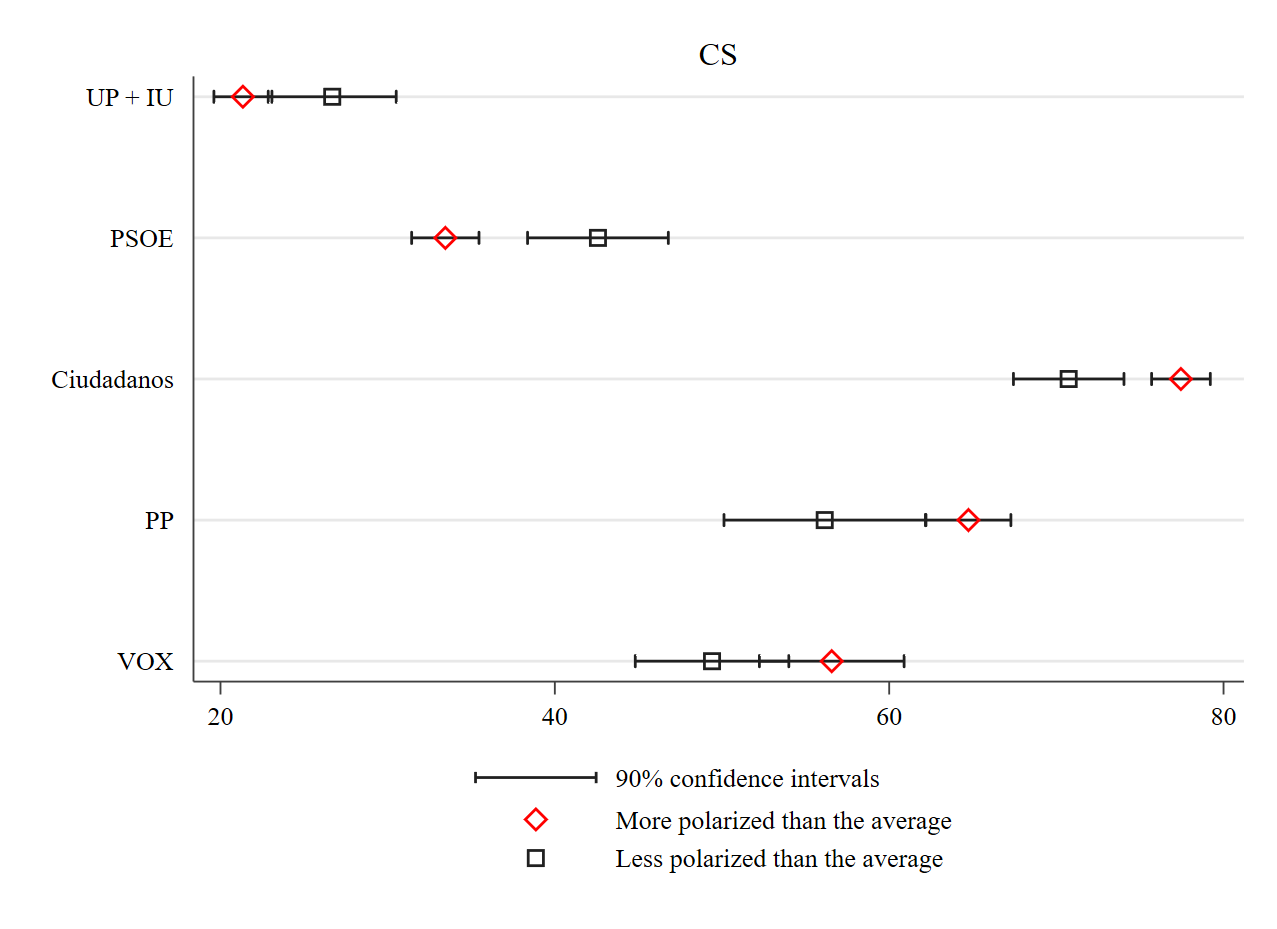 CS
UP + IU
PSOE
Ciudadanos
PP
VOX
20 40 60 80
90% confidence intervals
More polarized than the average
Less polarized than the average